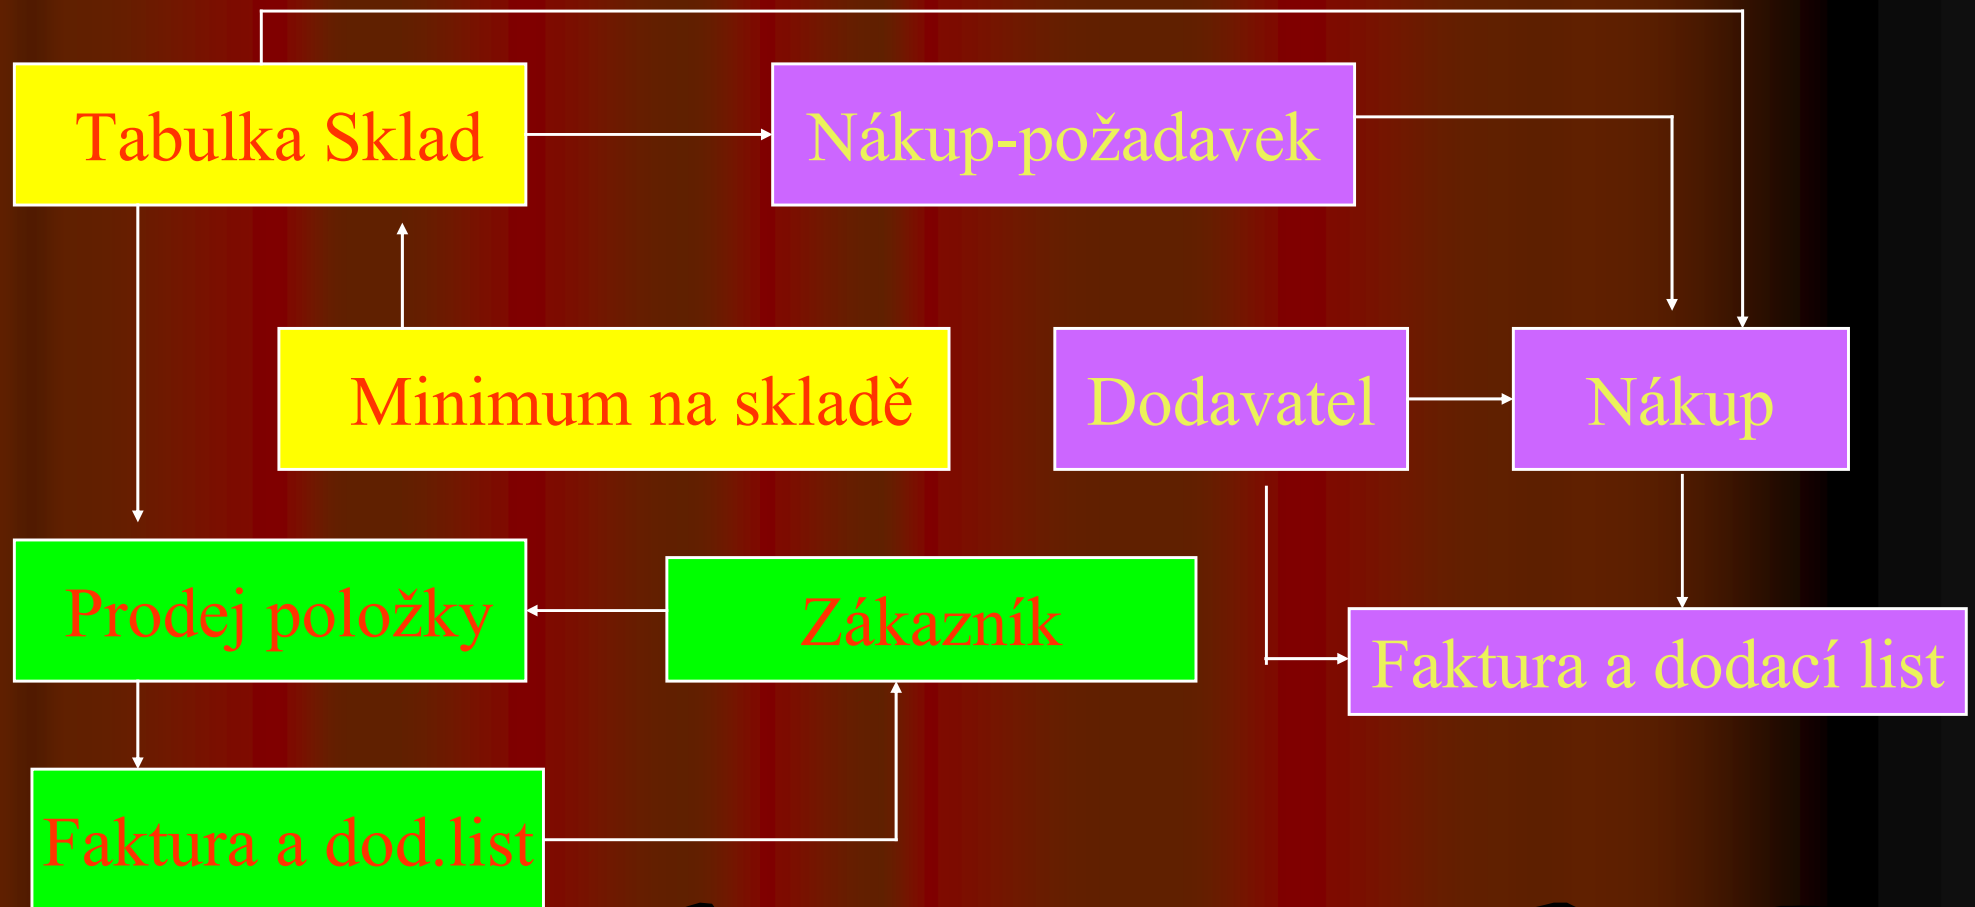 Tabulka Sklad
Nákup-požadavek
Minimum na skladě
Dodavatel
Nákup
Prodej položky
Zákazník
Faktura a dodací list
Faktura a dod.list